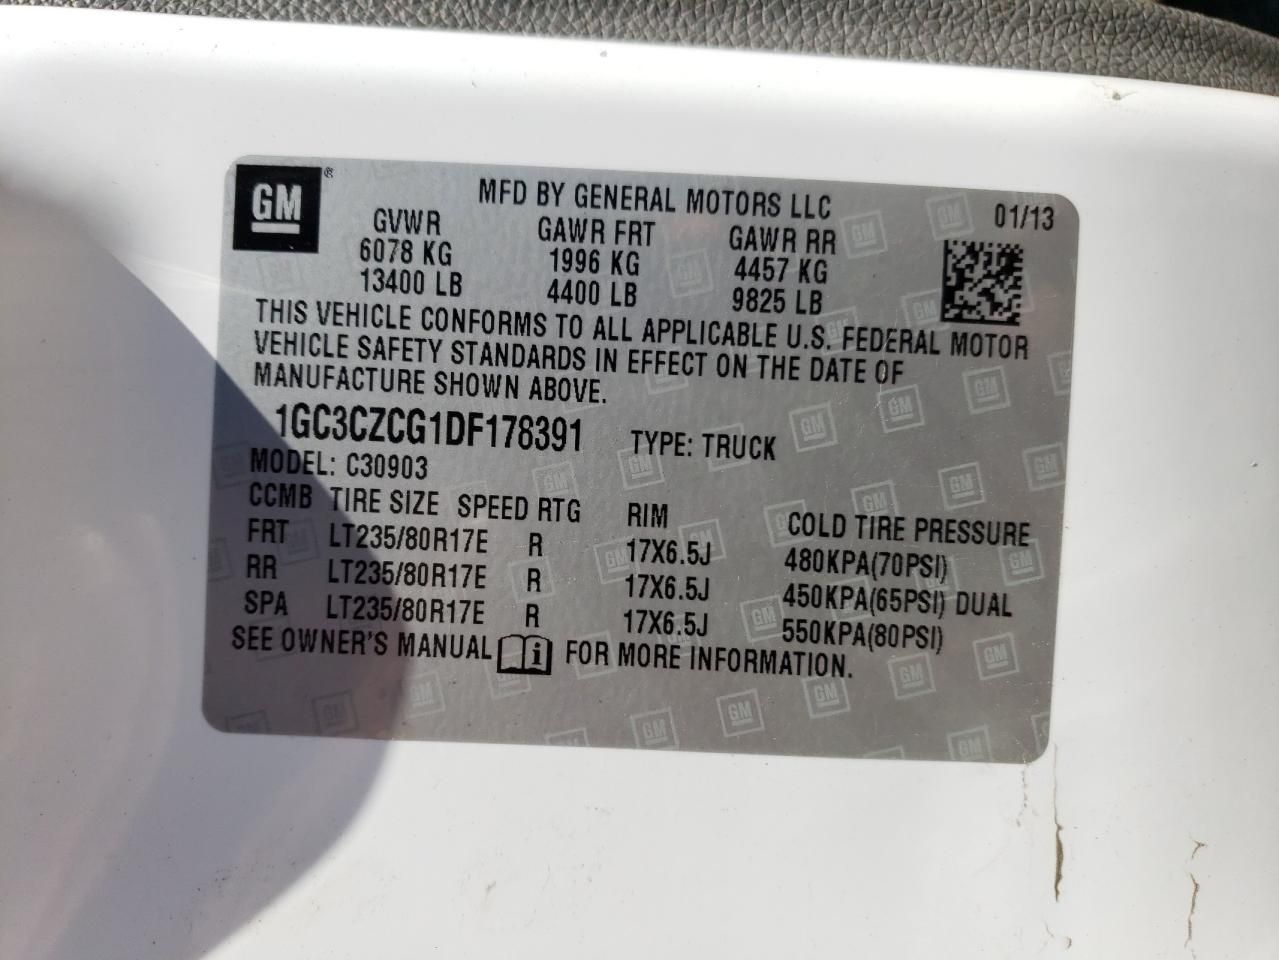 GM®
MFD BY GENERAL MOTORS LLC 01/13
GVWR GAWR FRT GAWR RR
6078 KG 1996 KG 4457 KG
13400 LB 4400 LB 9825 LB
THIS VEHICLE CONFORMS TO ALL APPLICABLE U.S. FEDERAL MOTOR
VEHICLE SAFETY STANDARDS IN EFFECT ON THE DATE OF
MANUFACTURE SHOWN ABOVE.
1GC3CZCG1DF178391 TYPE: TRUCK
MODEL: C30903
CCMB TIRE SIZE SPEED RTG RIM COLD TIRE PRESSURE
FRT LT235/80R17E R 17X6.5J 480KPA(70PSI)
RR LT235/80R17E R 17X6.5J 450KPA(65PSI) DUAL
SPA LT235/80R17E R 17X6.5J 550KPA(80PSI)
SEE OWNER'S MANUAL i FOR MORE INFORMATION.